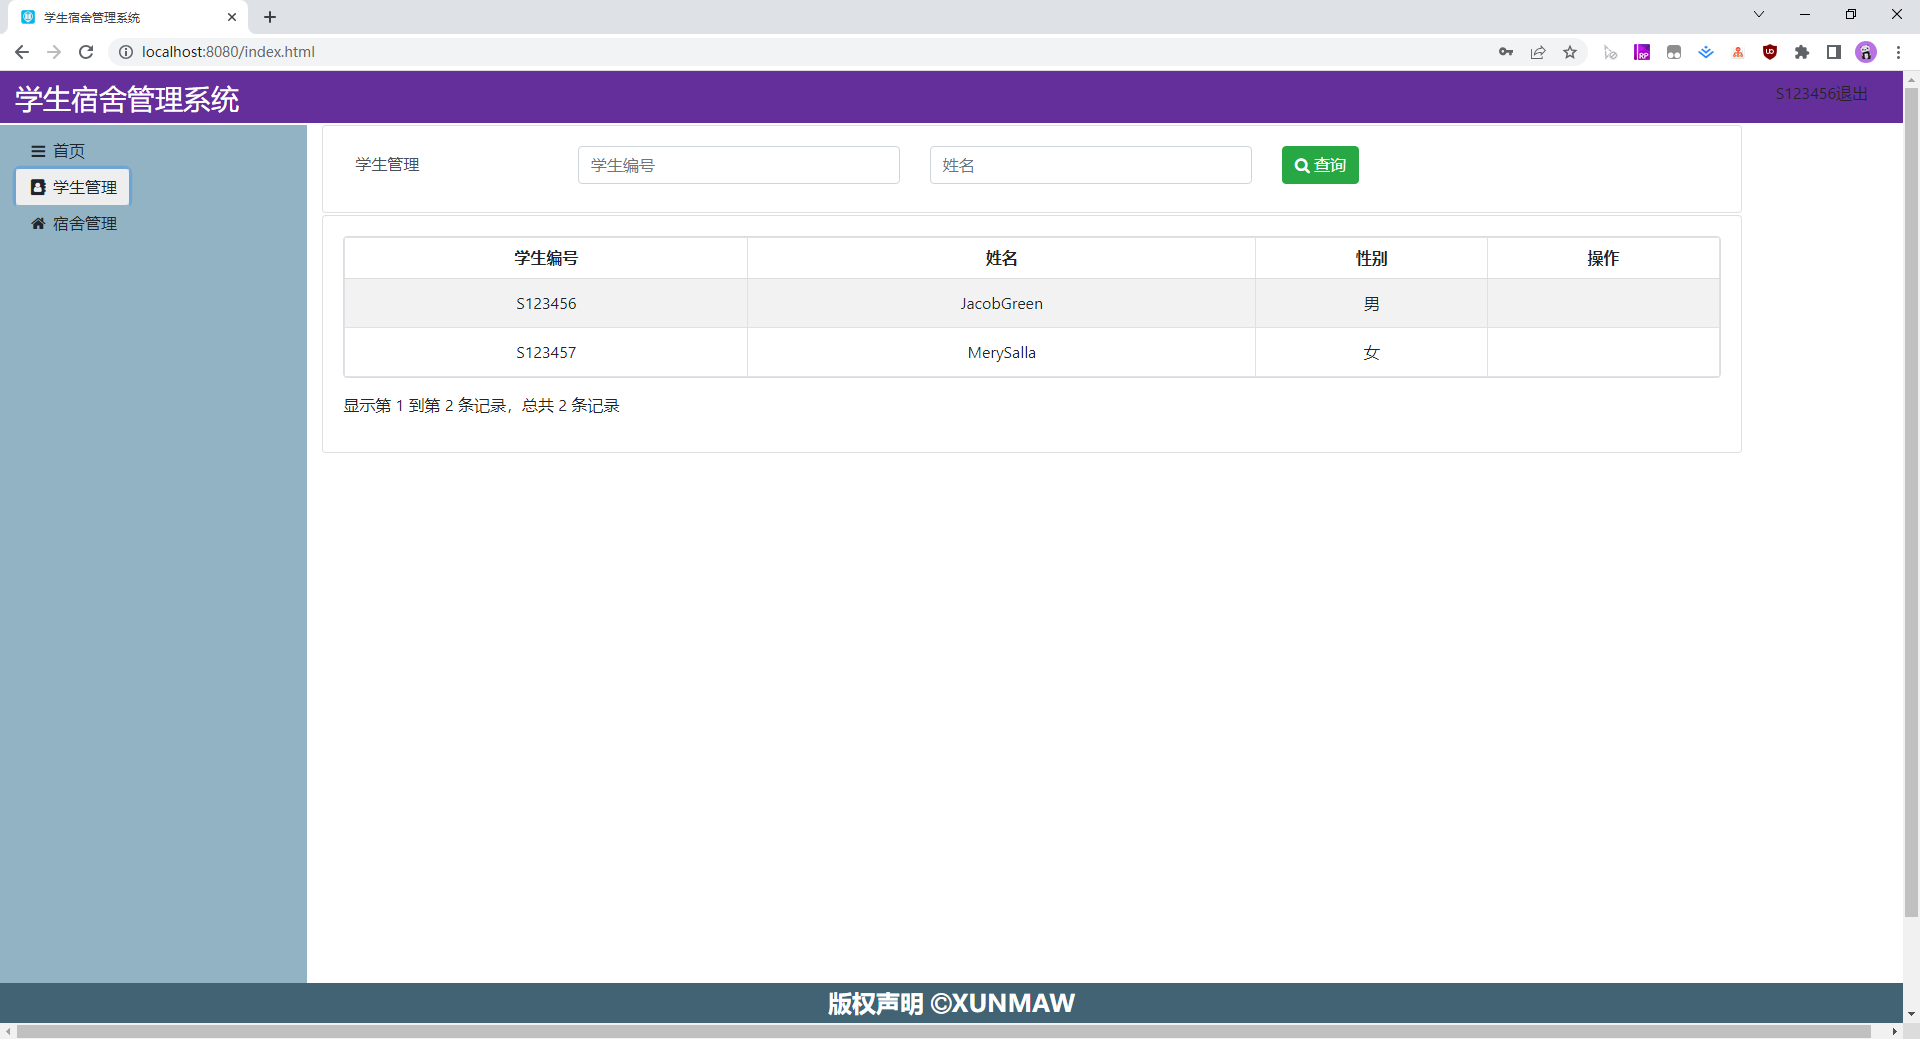 学生宿舍管理系统
localhost:8080/index.html
学生宿舍管理系统
S123456退出
首页
学生管理
宿舍管理
学生管理
学生编号
姓名
查询
学生编号 姓名 性别 操作
S123456 JacobGreen 男
S123457 MerySalla 女
显示第 1 到第 2 条记录，总共 2 条记录
版权声明 ©XUNMAW